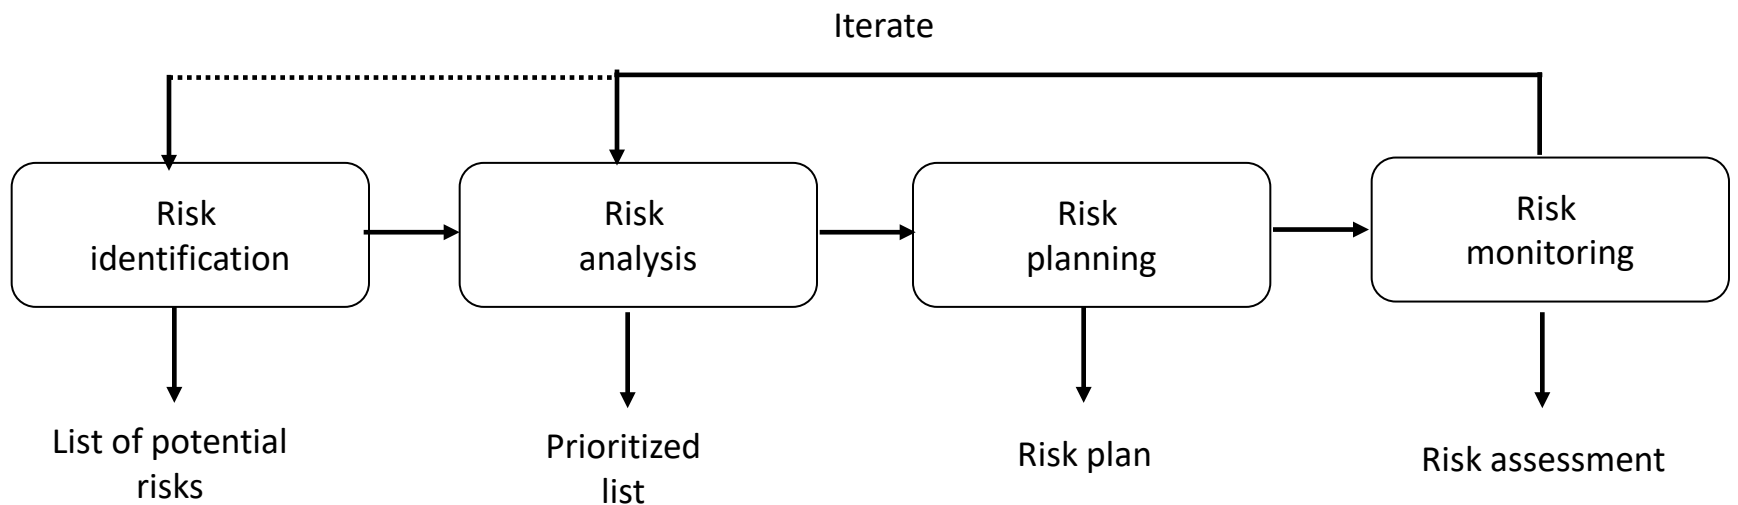 Iterate
Risk
identification
Risk
analysis
Risk
planning
Risk
monitoring
List of potential
risks
Prioritized
list
Risk plan
Risk assessment